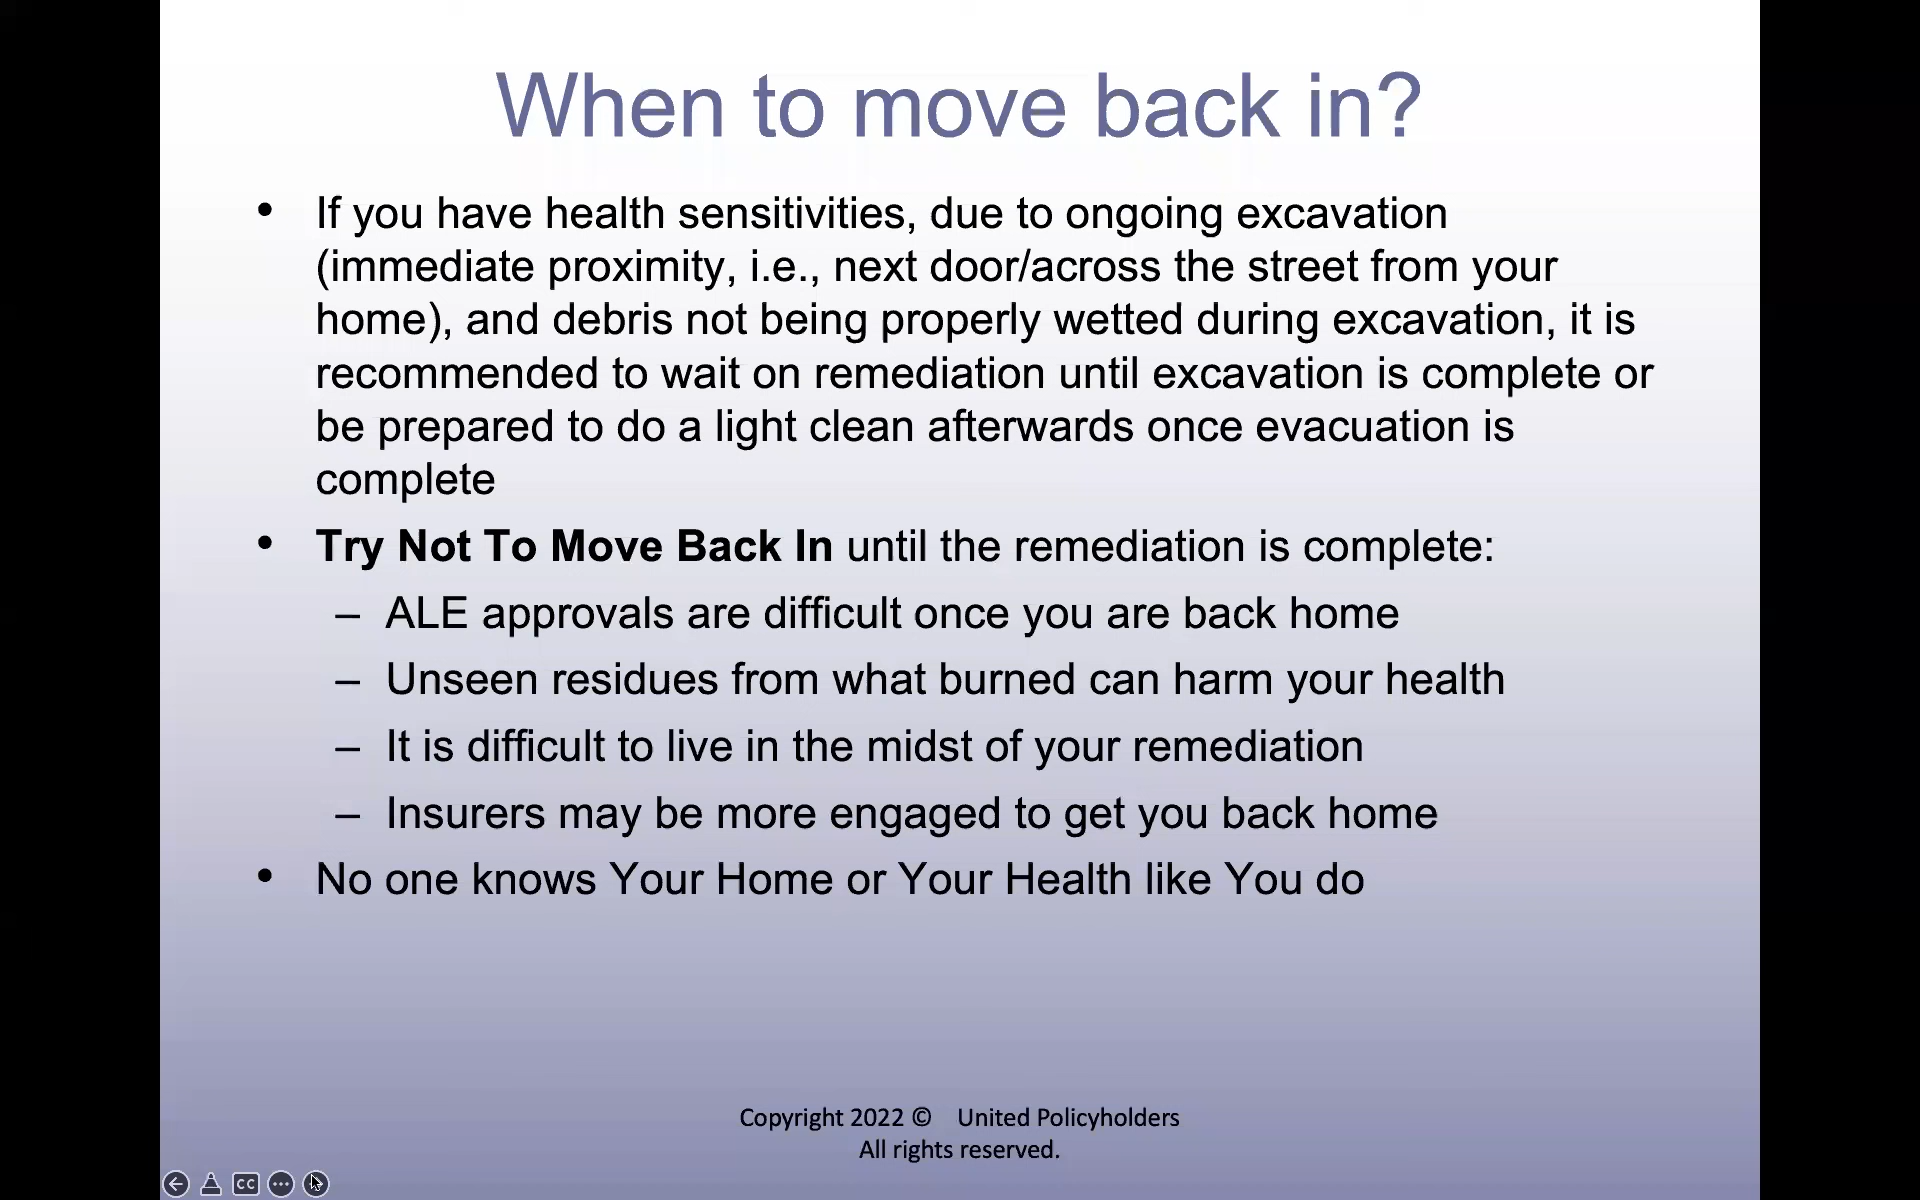 When to move back in?
• If you have health sensitivities, due to ongoing excavation
(immediate proximity, i.e., next door/across the street from your
home), and debris not being properly wetted during excavation, it is
recommended to wait on remediation until excavation is complete or
be prepared to do a light clean afterwards once evacuation is
complete
• Try Not To Move Back In until the remediation is complete:
– ALE approvals are difficult once you are back home
– Unseen residues from what burned can harm your health
– It is difficult to live in the midst of your remediation
– Insurers may be more engaged to get you back home
• No one knows Your Home or Your Health like You do
Copyright 2022 © United Policyholders
All rights reserved.
CC